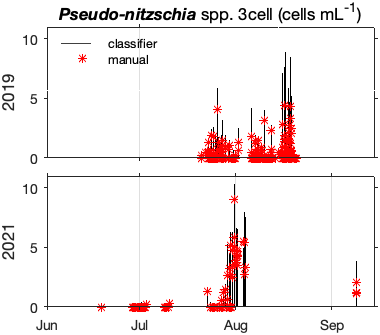 Pseudo-nitzschia spp. 3cell (cells mL-1)
10
classifier
manual
5
0
2019
10
5
0
2021
Jun Jul Aug Sep